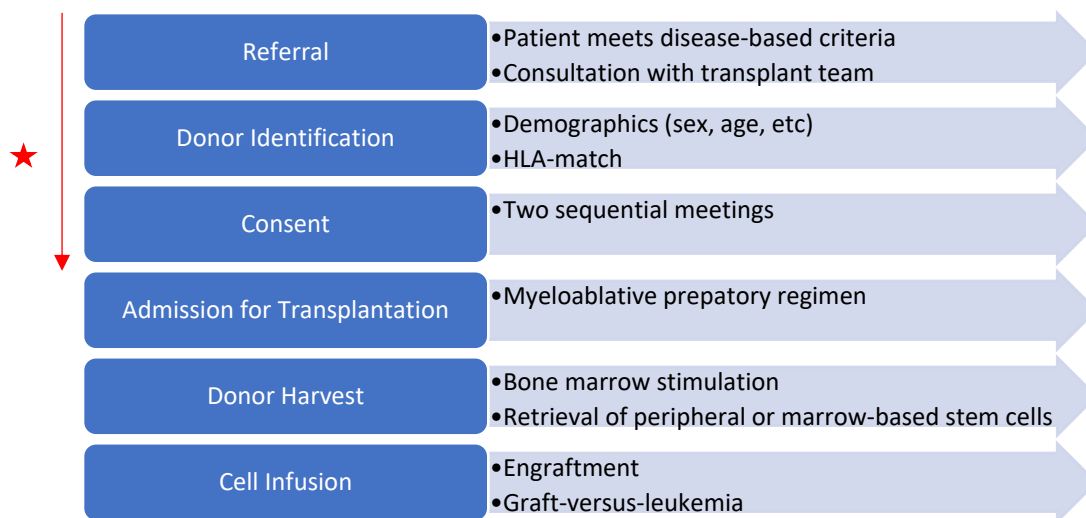 Referral
•Patient meets disease-based criteria
•Consultation with transplant team
Donor Identification
•Demographics (sex, age, etc)
•HLA-match
Consent
•Two sequential meetings
Admission for Transplantation
•Myeloablative prepatory regimen
Donor Harvest
•Bone marrow stimulation
•Retrieval of peripheral or marrow-based stem cells
Cell Infusion
•Engraftment
•Graft-versus-leukemia